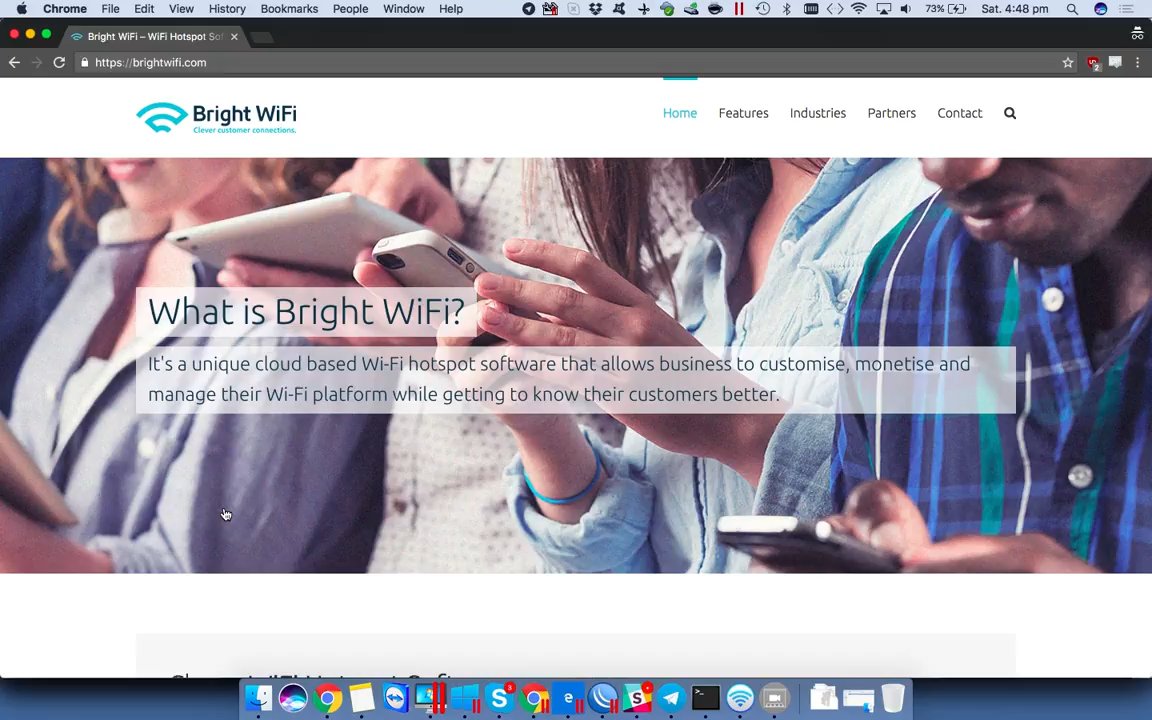 Chrome File Edit View History Bookmarks People Window Help 73% Sat. 4:48 pm
Bright WiFi – WiFi Hotspot Sof
https://brightwifi.com
2
Bright WiFi
Clever customer connections.
Home Features Industries Partners Contact
What is Bright WiFi?
It's a unique cloud based Wi-Fi hotspot software that allows business to customise, monetise and
manage their Wi-Fi platform while getting to know their customers better.
3